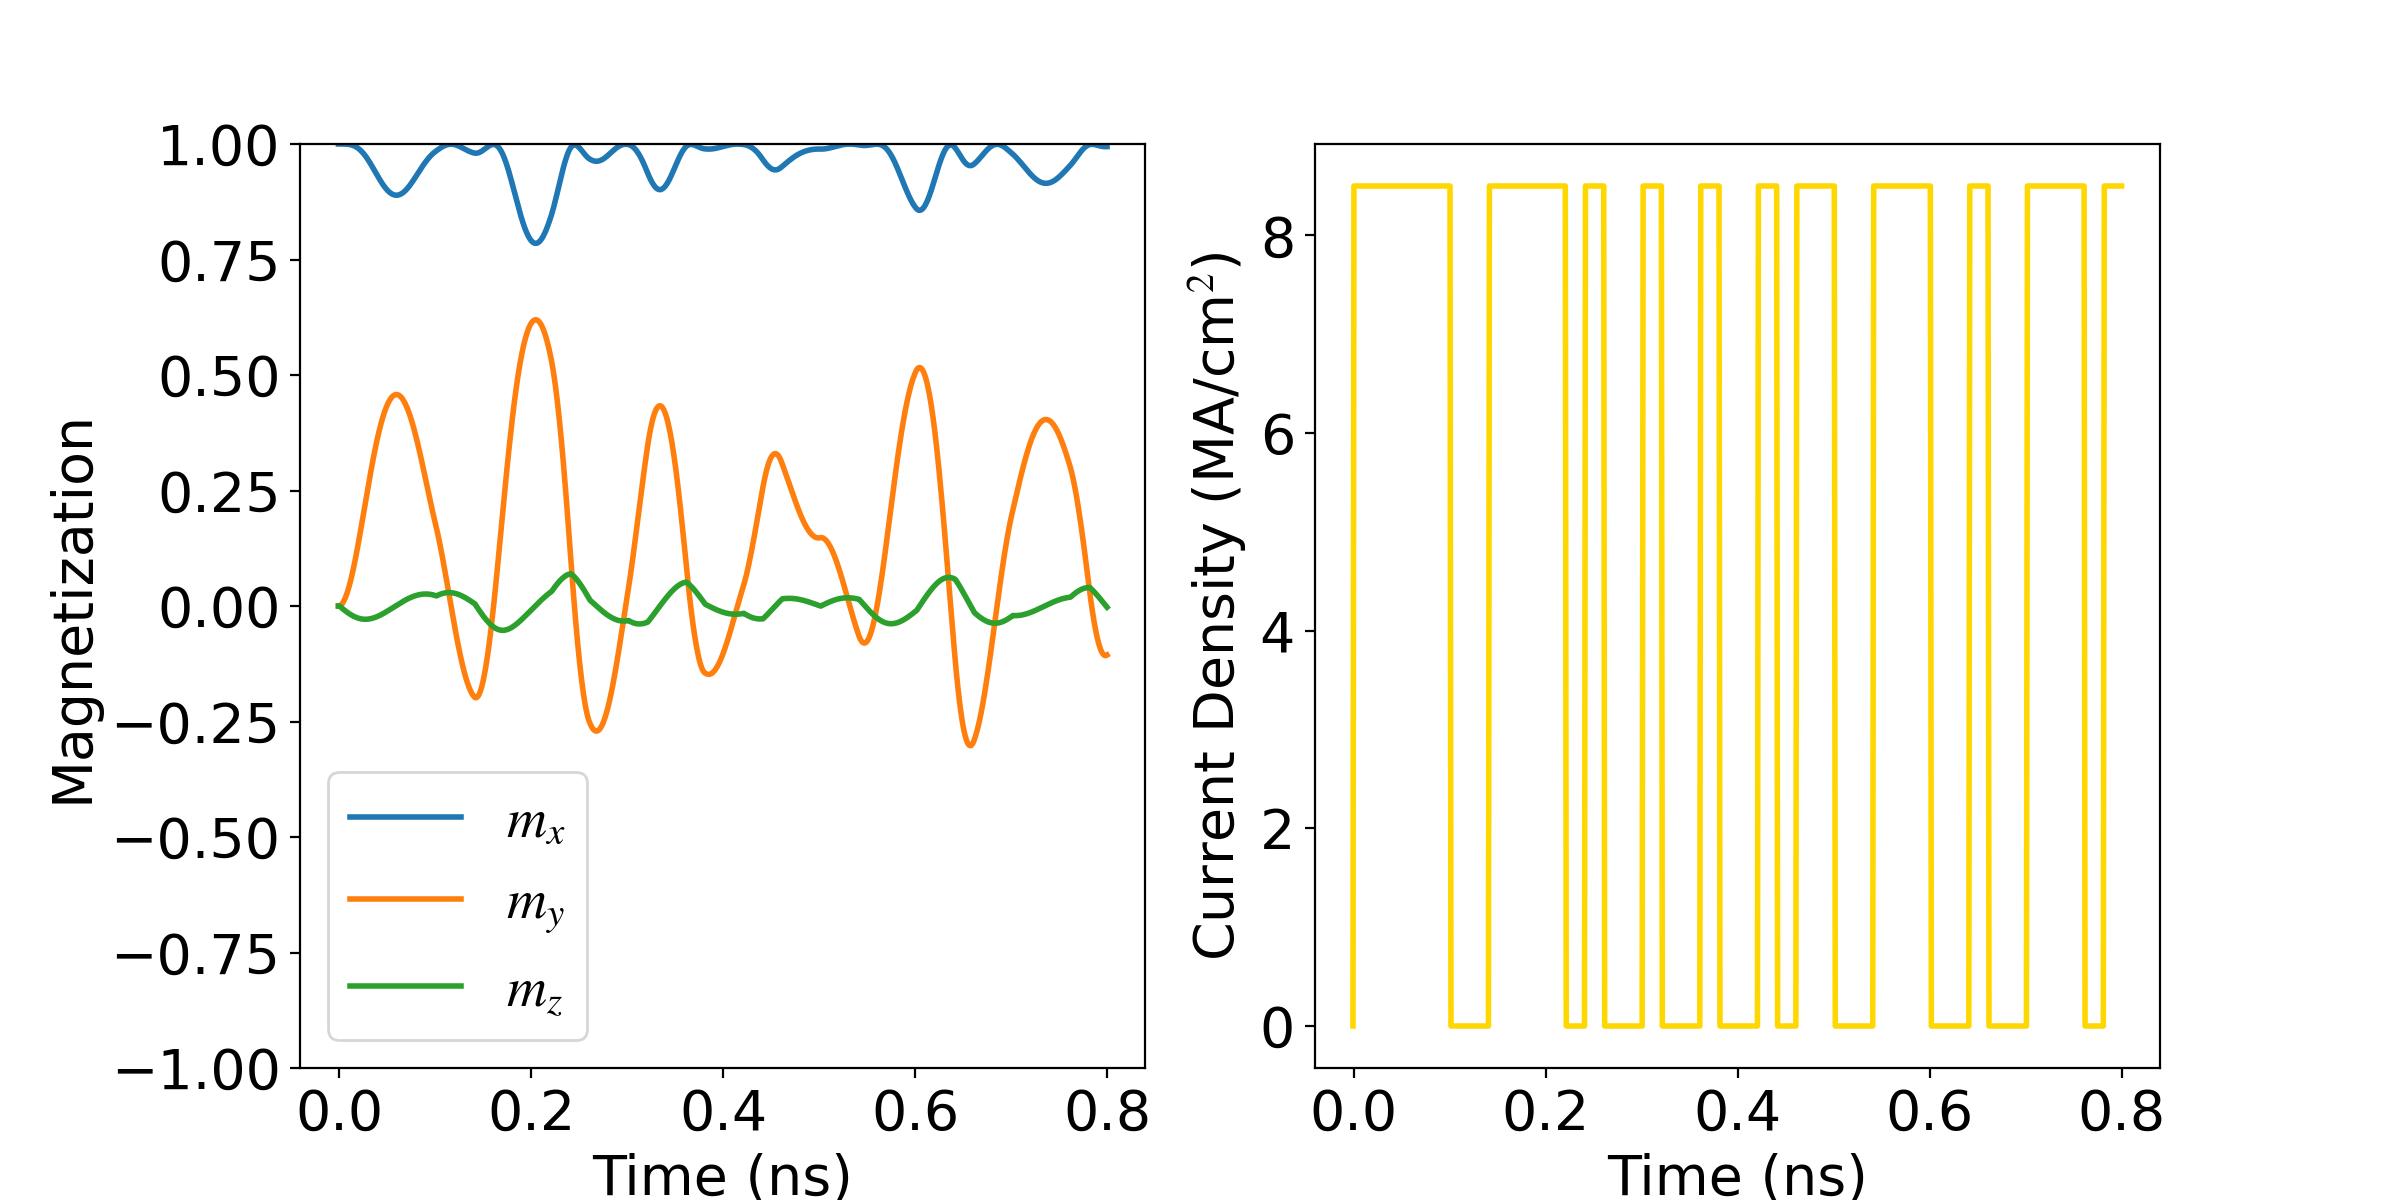 1.00
0.75
0.50
0.25
0.00
−0.25
−0.50
−0.75
−1.00
Magnetization
m_x
m_y
m_z
0.0 0.2 0.4 0.6 0.8
Time (ns)
8
6
4
2
0
Current Density (MA/cm²)
0.0 0.2 0.4 0.6 0.8
Time (ns)